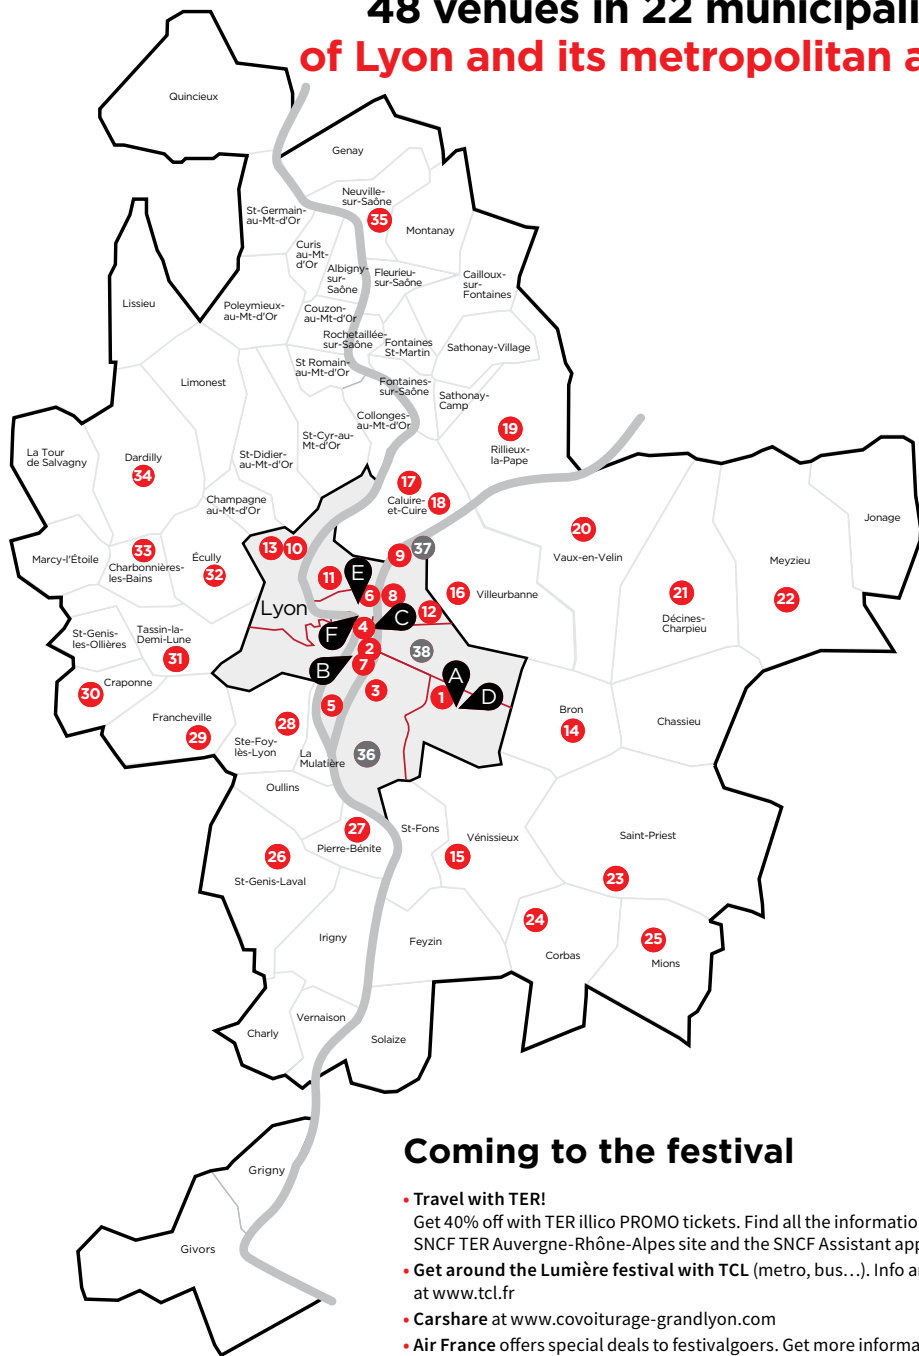 48 venues in 22 municipali
of Lyon and its metropolitan a
Quincieux
Genay
Neuville-
sur-Saône
35
St-Germain-
au-Mt-d'Or
Montanay
Curis
au-Mt-
d'Or
Albigny-
sur-
Saône
Fleurieu-
sur-Saône
Cailloux-
sur-
Fontaines
Lissieu
Poleymieux-
au-Mt-d'Or
Couzon-
au-Mt-d'Or
Rochetaillée-
sur-Saône
Fontaines
St-Martin
Sathonay-Village
St Romain-
au-Mt-d'Or
Limonest
Fontaines-
sur-Saône
Sathonay-
Camp
Collonges-
au-Mt-d'Or
19
Rillieux-
la-Pape
La Tour
de Salvagny
Dardilly
34
St-Didier-
au-Mt-d'Or
St-Cyr-au-
Mt-d'Or
17
Caluire-
et-Cuire
18
Champagne
au-Mt-d'Or
Jonage
20
Vaux-en-Velin
Meyzieu
22
Marcy-l'Étoile
33
Charbonnières-
les-Bains
Écully
32
13
10
9
37
11
E
6
8
16
Villeurbanne
21
Décines-
Charpieu
Lyon
12
F
4
C
St-Genis-
les-Ollières
Tassin-la-
Demi-Lune
31
2
38
B
7
A
30
Craponne
3
1
D
5
Francheville
29
28
Ste-Foy-
lès-Lyon
La
Mulatière
36
Bron
14
Chassieu
Oullins
27
Pierre-Bénite
St-Fons
Vénissieux
15
Saint-Priest
23
26
St-Genis-Laval
24
Corbas
25
Mions
Irigny
Feyzin
Vernaison
Charly
Solaize
Grigny
Givors
Coming to the festival
• Travel with TER!
Get 40% off with TER illico PROMO tickets. Find all the informatio
SNCF TER Auvergne-Rhône-Alpes site and the SNCF Assistant app
• Get around the Lumière festival with TCL (metro, bus…). Info a
at www.tcl.fr
• Carshare at www.covoiturage-grandlyon.com
• Air France offers special deals to festivalgoers. Get more informa